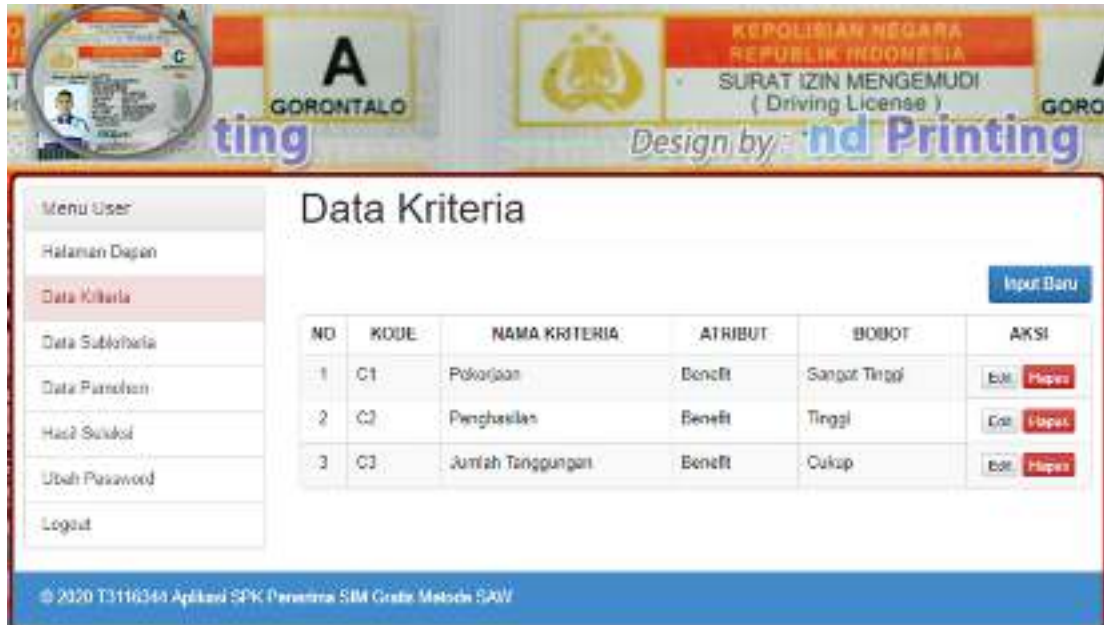 A
GORONTALO
ting
KEPOLISIAN NEGARA
REPUBLIK INDONESIA
SURAT IZIN MENGEMUDI
( Driving License )
Design by : nd Printing
A
GORO
C
Menu User
Halaman Depan
Data Kriteria
Data Subkriteria
Data Pemohon
Hasil Seleksi
Ubah Password
Logout
Data Kriteria
Input Baru
NO KODE NAMA KRITERIA ATRIBUT BOBOT AKSI
1 C1 Pekerjaan Benefit Sangat Tinggi Edit Hapus
2 C2 Penghasilan Benefit Tinggi Edit Hapus
3 C3 Jumlah Tanggungan Benefit Cukup Edit Hapus
© 2020 T3116344 Aplikasi SPK Penerima SIM Gratis Metode SAW